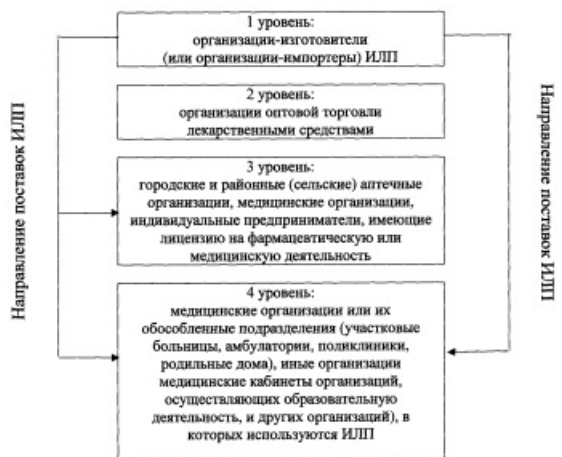 1 уровень:
организации-изготовители
(или организации-импортеры) ИЛП
2 уровень:
организации оптовой торговли
лекарственными средствами
3 уровень:
городские и районные (сельские) аптечные
организации, медицинские организации,
индивидуальные предприниматели, имеющие
лицензию на фармацевтическую или
медицинскую деятельность
4 уровень:
медицинские организации или их
обособленные подразделения (участковые
больницы, амбулатории, поликлиники,
родильные дома), иные организации
медицинские кабинеты организаций,
осуществляющих образовательную
деятельность, и других организаций), в
которых используются ИЛП
Направление поставок ИЛП
Направление поставок ИЛП